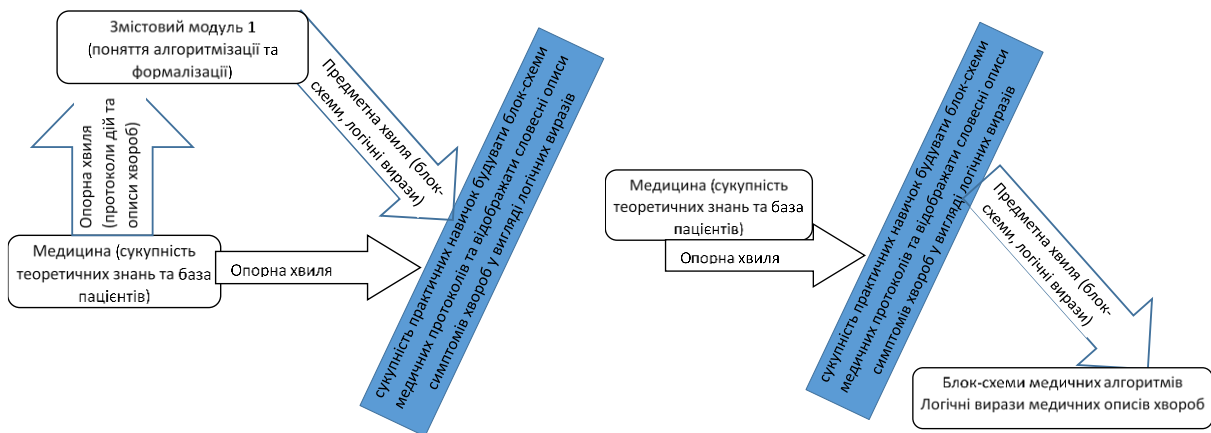 Змістовий модуль 1
(поняття алгоритмізації та
формалізації)
Предметна хвиля (блок-
схеми, логічні вирази)
Опорна хвиля
(протоколи дій та
описи хвороб)
Медицина (сукупність
теоретичних знань та база
пацієнтів)
Опорна хвиля
сукупність практичних навичок будувати блок-схеми
медичних протоколів та відображати словесні описи
симптомів хвороб у вигляді логічних виразів
Медицина (сукупність
теоретичних знань та база
пацієнтів)
Опорна хвиля
сукупність практичних навичок будувати блок-схеми
медичних протоколів та відображати словесні описи
симптомів хвороб у вигляді логічних виразів
Предметна хвиля (блок-
схеми, логічні вирази)
Блок-схеми медичних алгоритмів
Логічні вирази медичних описів хвороб